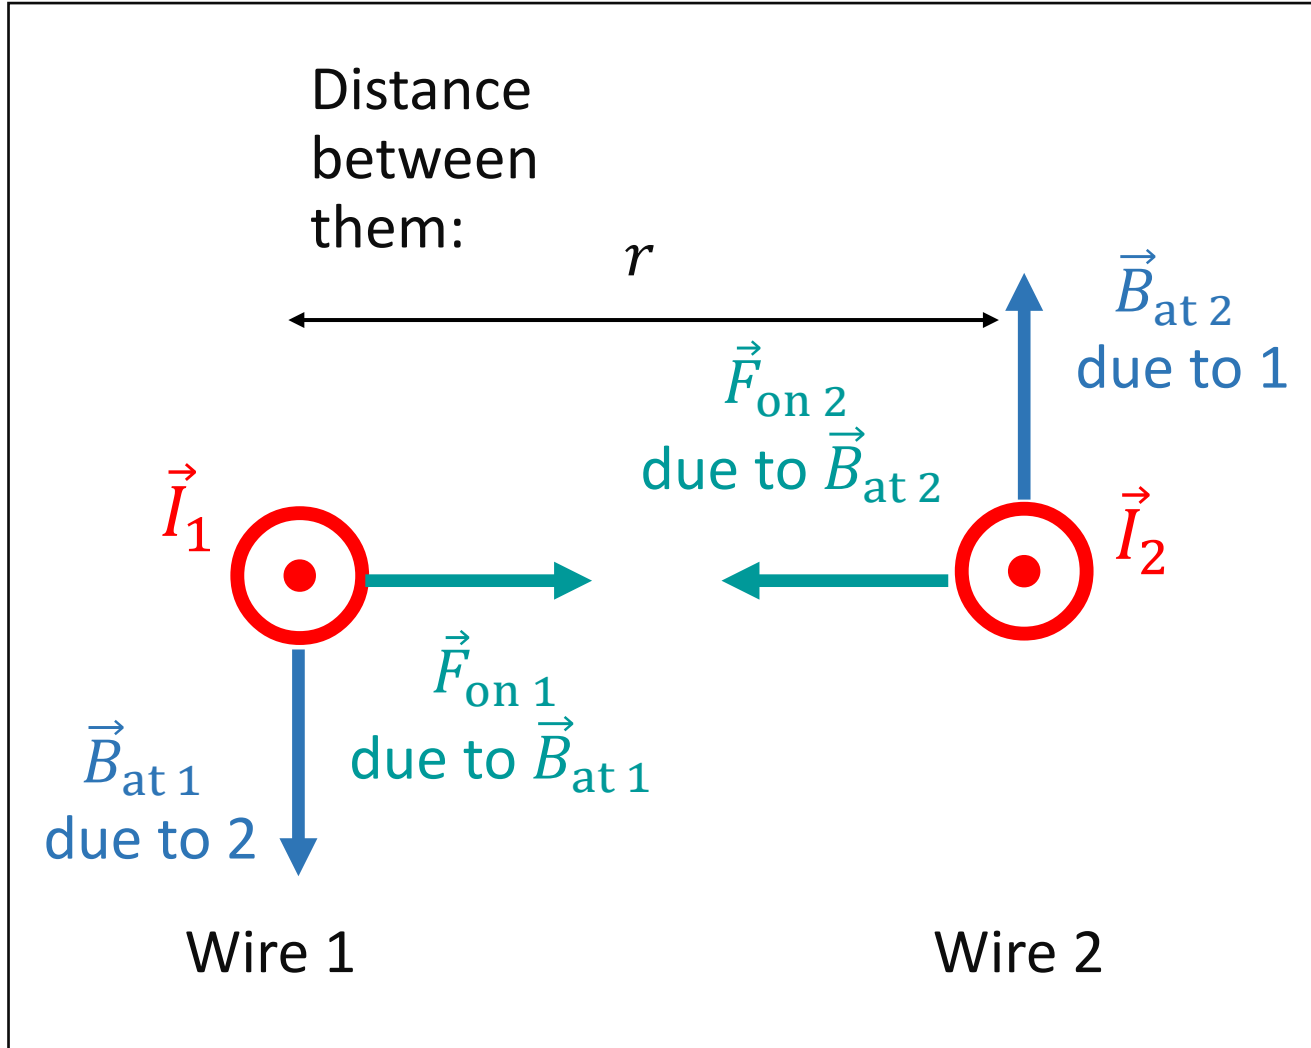 Distance
between
them:
r
B⃗ at 2
due to 1
F⃗ on 2
due to B⃗ at 2
I⃗ 1
I⃗ 2
F⃗ on 1
due to B⃗ at 1
B⃗ at 1
due to 2
Wire 1
Wire 2